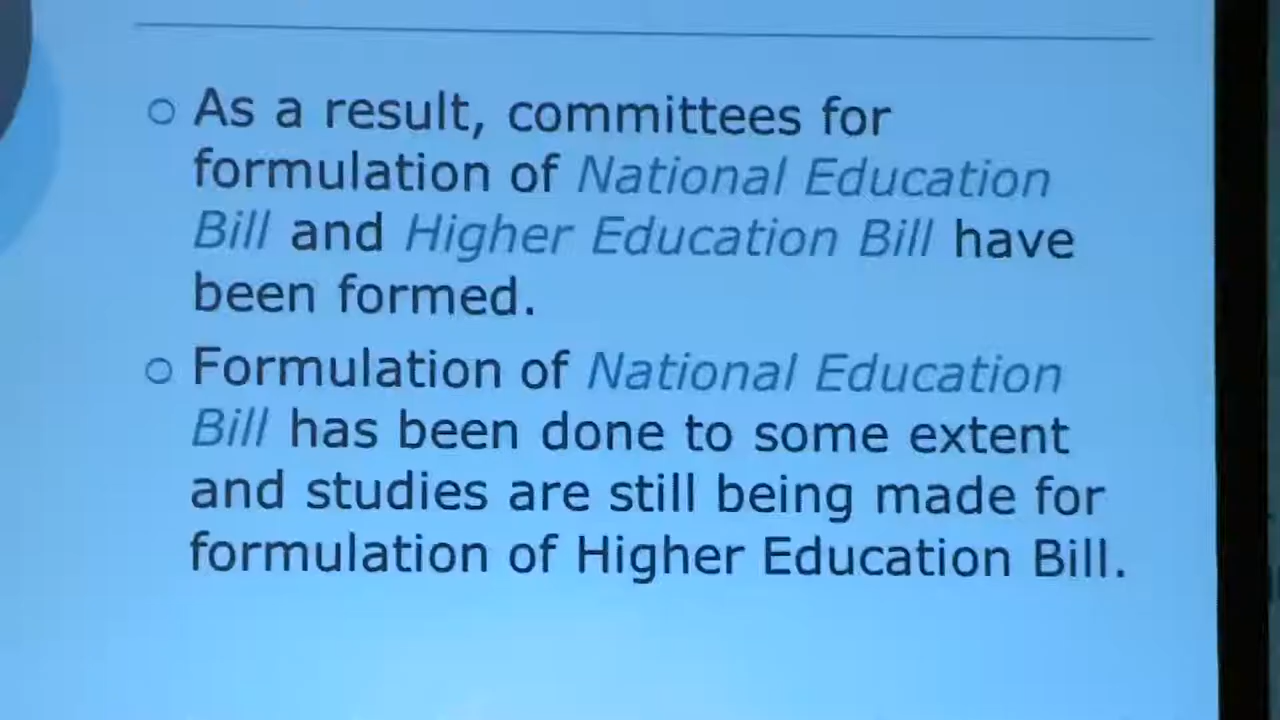 As a result, committees for
formulation of National Education
Bill and Higher Education Bill have
been formed.
Formulation of National Education
Bill has been done to some extent
and studies are still being made for
formulation of Higher Education Bill.